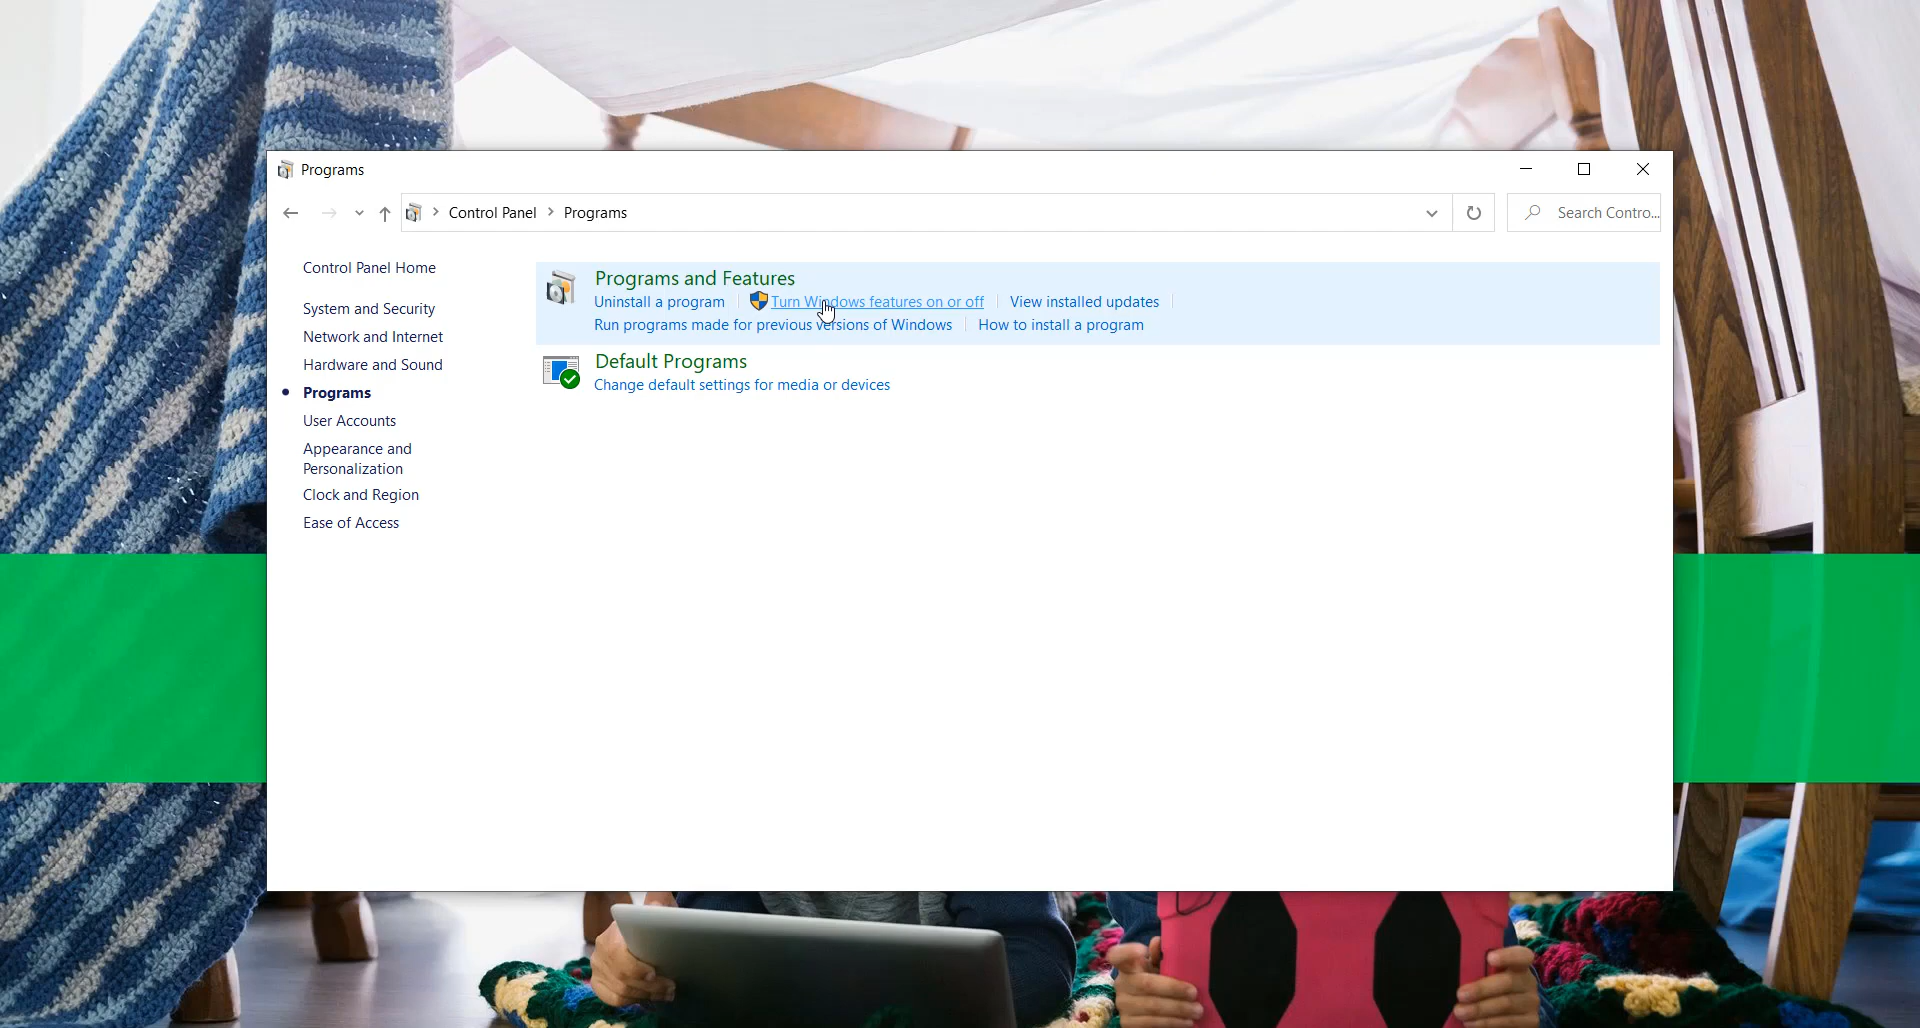 Programs
Control Panel > Programs
Search Contro...
Control Panel Home
System and Security
Network and Internet
Hardware and Sound
Programs
User Accounts
Appearance and
Personalization
Clock and Region
Ease of Access
Programs and Features
Uninstall a program
Turn Windows features on or off
View installed updates
Run programs made for previous versions of Windows
How to install a program
Default Programs
Change default settings for media or devices